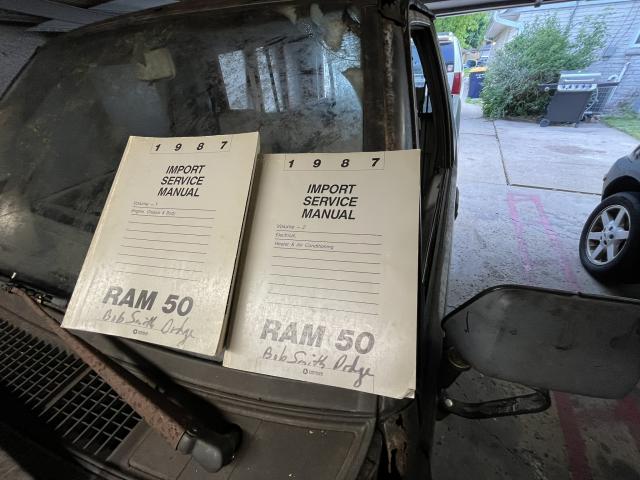 1987
IMPORT
SERVICE
MANUAL
Volume - 1
Engine, Chassis & Body
RAM 50
Bob Smith Dodge
1987
IMPORT
SERVICE
MANUAL
Volume - 2
Electrical,
Heater & Air Conditioning
RAM 50
Bob Smith Dodge